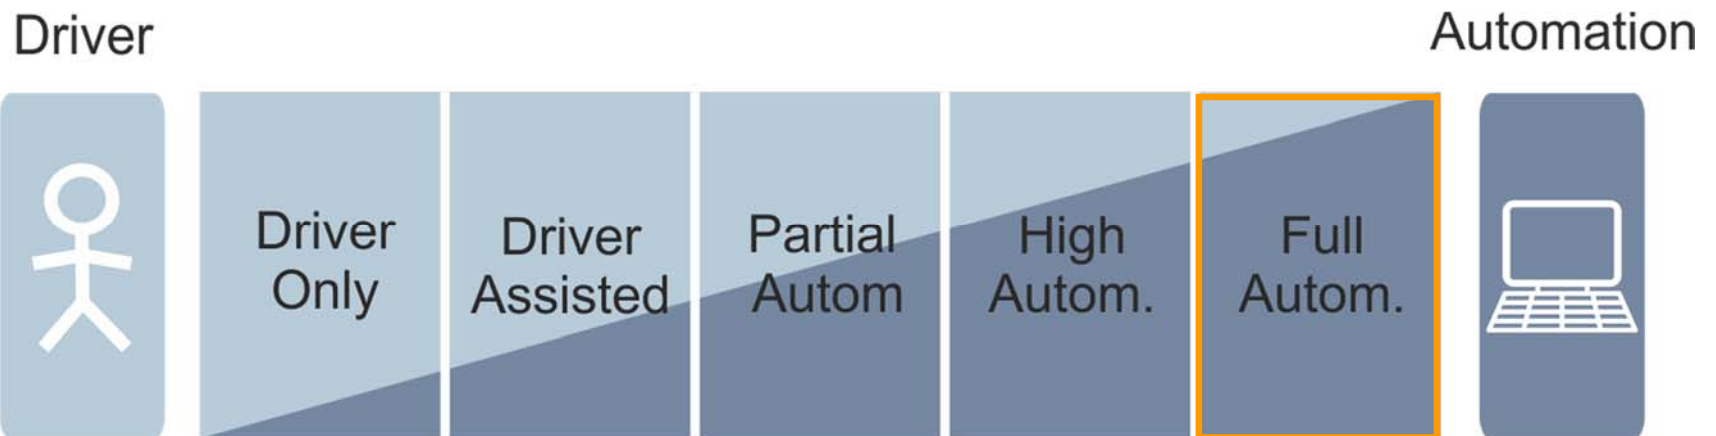 Driver
Automation
Driver
Only
Driver
Assisted
Partial
Autom
High
Autom.
Full
Autom.